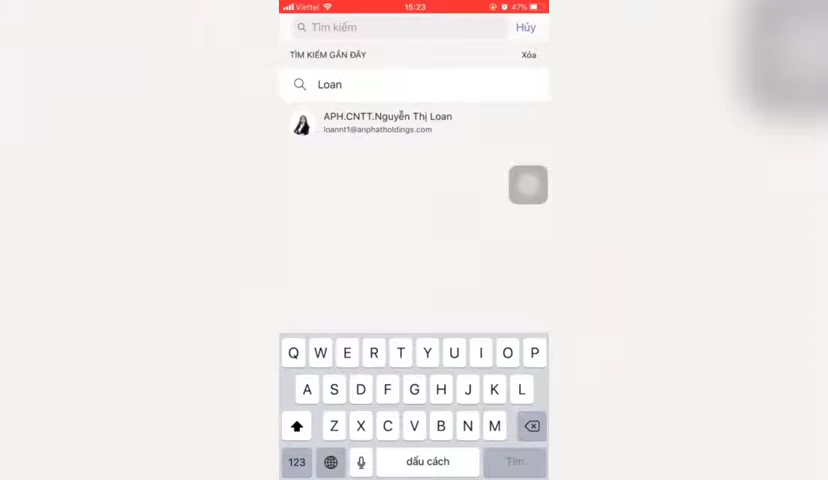 Viettel 15:23 47%
Tìm kiếm Hủy
TÌM KIẾM GẦN ĐÂY Xóa
Loan
APH.CNTT.Nguyễn Thị Loan
loannt1@anphatholdings.com
Q W E R T Y U I O P
A S D F G H J K L
Z X C V B N M
123 dấu cách Tìm